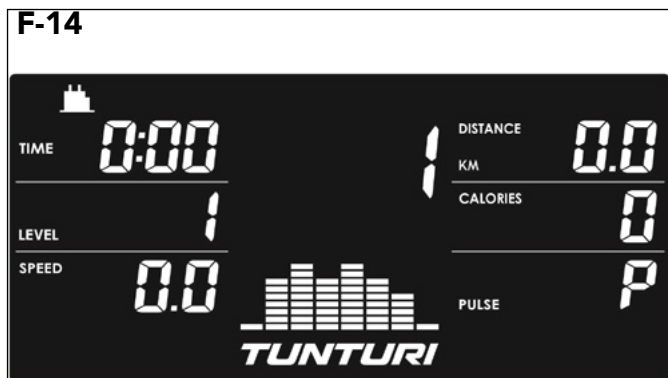 F-14
TIME 0:00
1
DISTANCE
KM
0.0
LEVEL 1
CALORIES 0
SPEED 0.0
PULSE P
TUNTURI